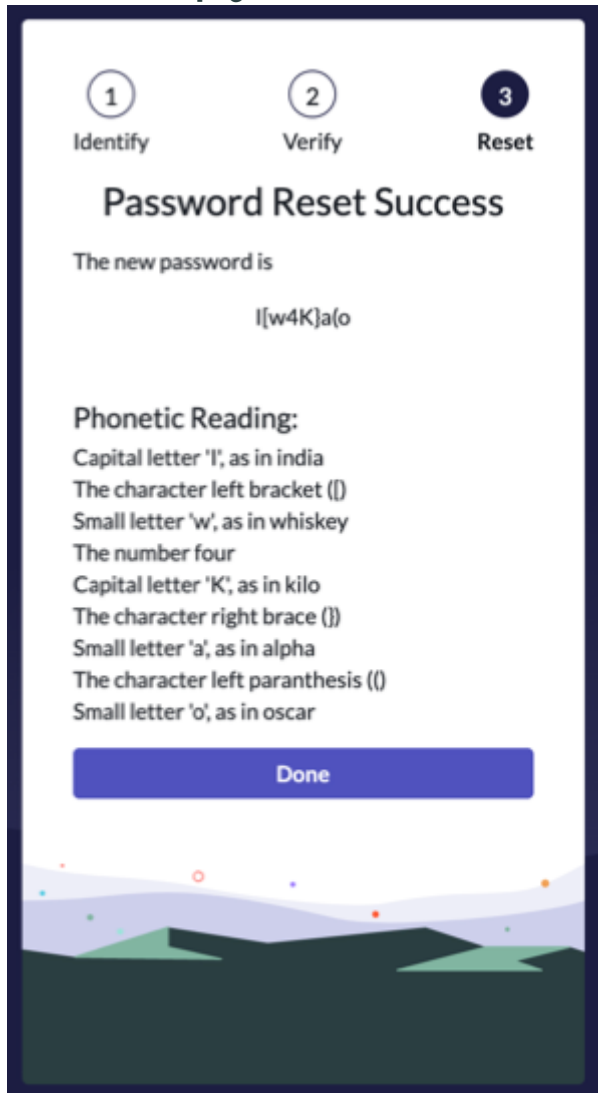 1 2 3
Identify Verify Reset
Password Reset Success
The new password is
I[w4K}a(o
Phonetic Reading:
Capital letter 'I', as in india
The character left bracket ([)
Small letter 'w', as in whiskey
The number four
Capital letter 'K', as in kilo
The character right brace (})
Small letter 'a', as in alpha
The character left paranthesis (()
Small letter 'o', as in oscar
Done